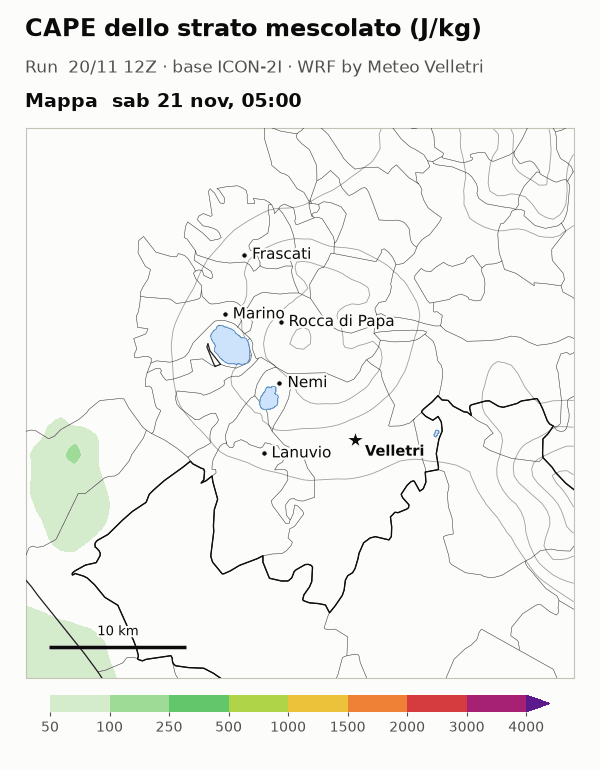 CAPE dello strato mescolato (J/kg)
Run  20/11 12Z · base ICON-2I · WRF by Meteo Velletri
Mappa  sab 21 nov, 05:00
Frascati
Marino
Rocca di Papa
Nemi
Velletri
Lanuvio
10 km
50 100 250 500 1000 1500 2000 3000 4000